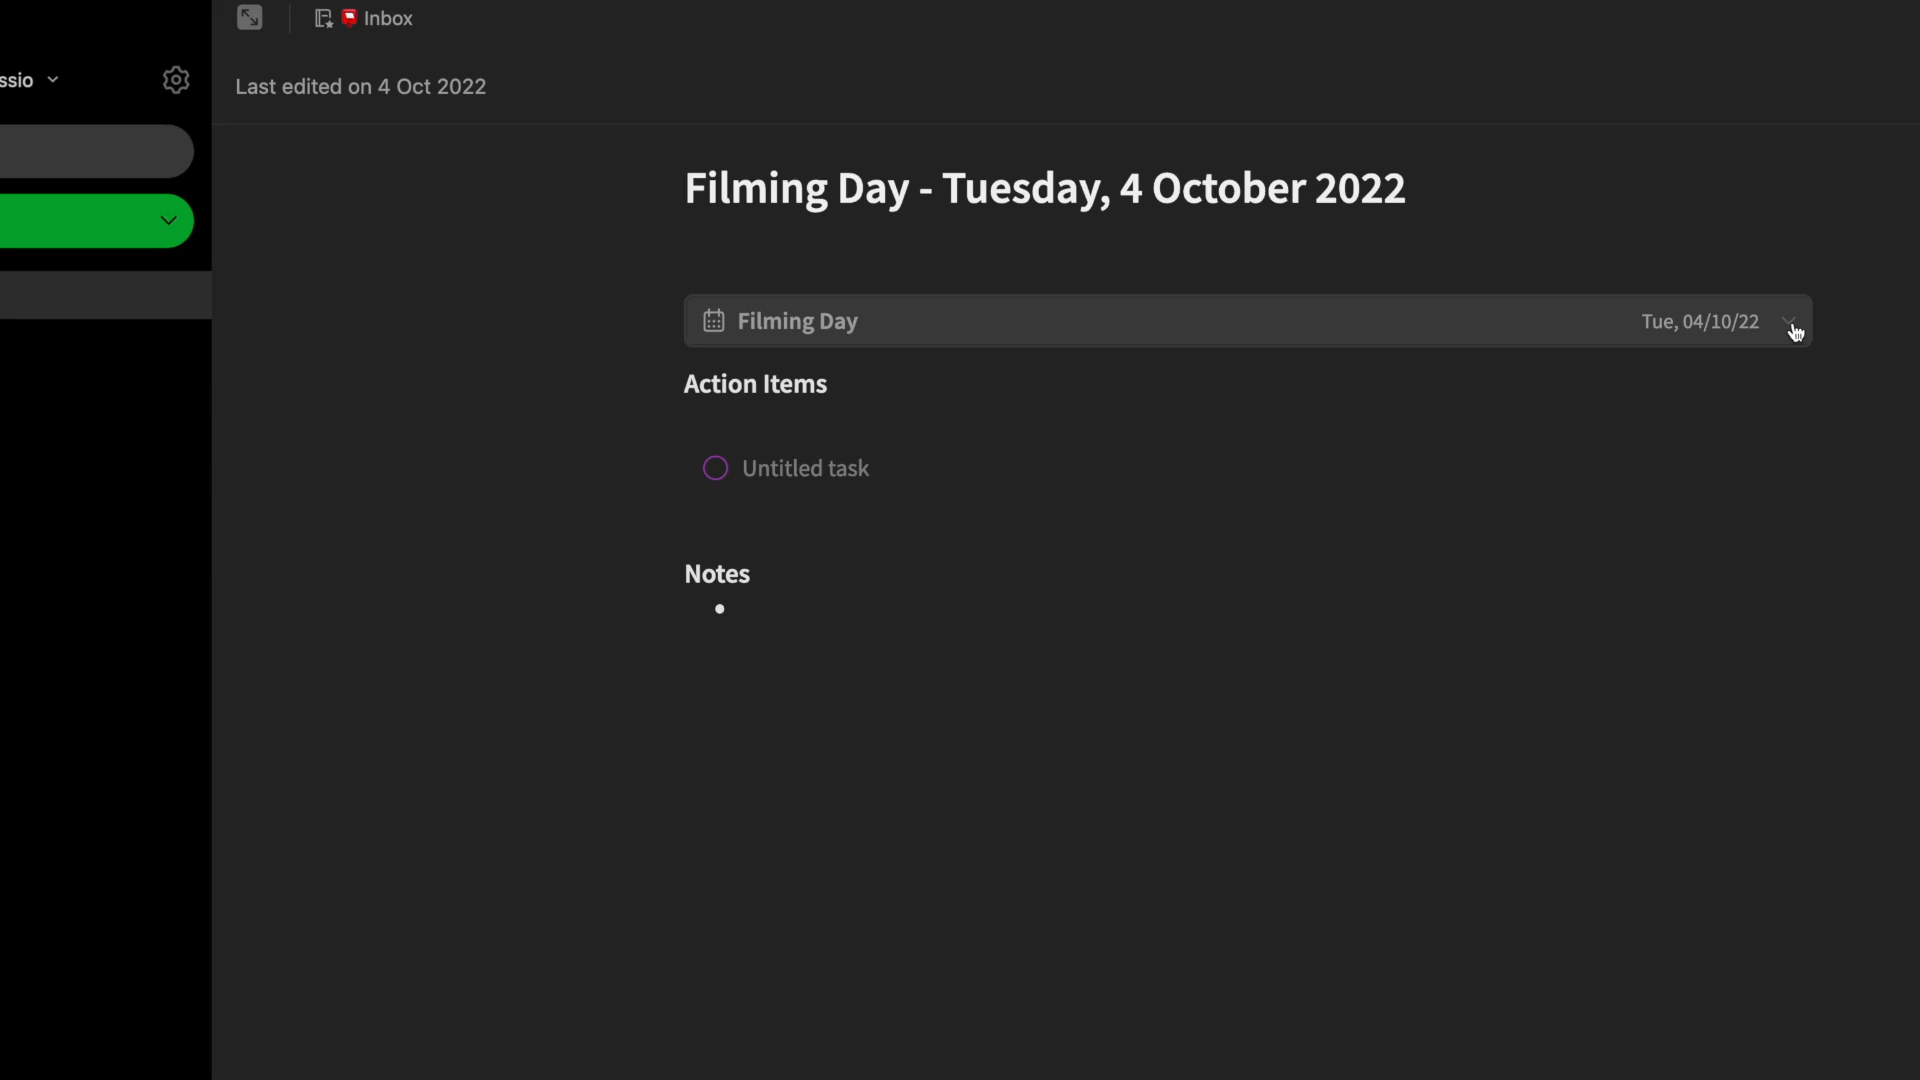 Inbox
ssio
Last edited on 4 Oct 2022
Filming Day - Tuesday, 4 October 2022
Filming Day Tue, 04/10/22
Action Items
Untitled task
Notes